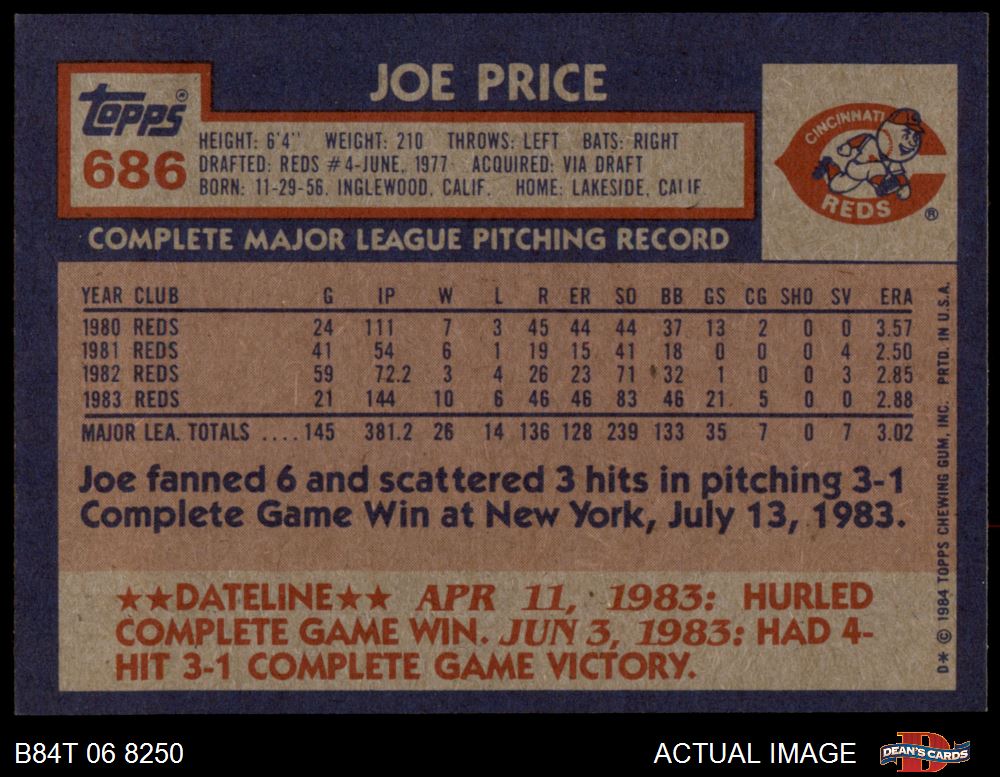 JOE PRICE
topps®
686
HEIGHT: 6'4" WEIGHT: 210 THROWS: LEFT BATS: RIGHT
DRAFTED: REDS #4-JUNE, 1977 ACQUIRED: VIA DRAFT
BORN: 11-29-56, INGLEWOOD, CALIF. HOME: LAKESIDE, CALIF.
CINCINNATI
REDS
®
COMPLETE MAJOR LEAGUE PITCHING RECORD
YEAR CLUB G IP W L R ER SO BB GS CG SHO SV ERA
1980 REDS 24 111 7 3 45 44 44 37 13 2 0 0 3.57
1981 REDS 41 54 6 1 19 15 41 18 0 0 0 4 2.50
1982 REDS 59 72.2 3 4 26 23 71 32 1 0 0 3 2.85
1983 REDS 21 144 10 6 46 46 83 46 21 5 0 0 2.88
MAJOR LEA. TOTALS ....145 381.2 26 14 136 128 239 133 35 7 0 7 3.02
Joe fanned 6 and scattered 3 hits in pitching 3-1
Complete Game Win at New York, July 13, 1983.
★★DATELINE★★ APR 11, 1983: HURLED
COMPLETE GAME WIN. JUN 3, 1983: HAD 4-
HIT 3-1 COMPLETE GAME VICTORY.
D* © 1984 TOPPS CHEWING GUM, INC. PRTD. IN U.S.A.
B84T 06 8250
ACTUAL IMAGE
D
DEAN'S CARDS